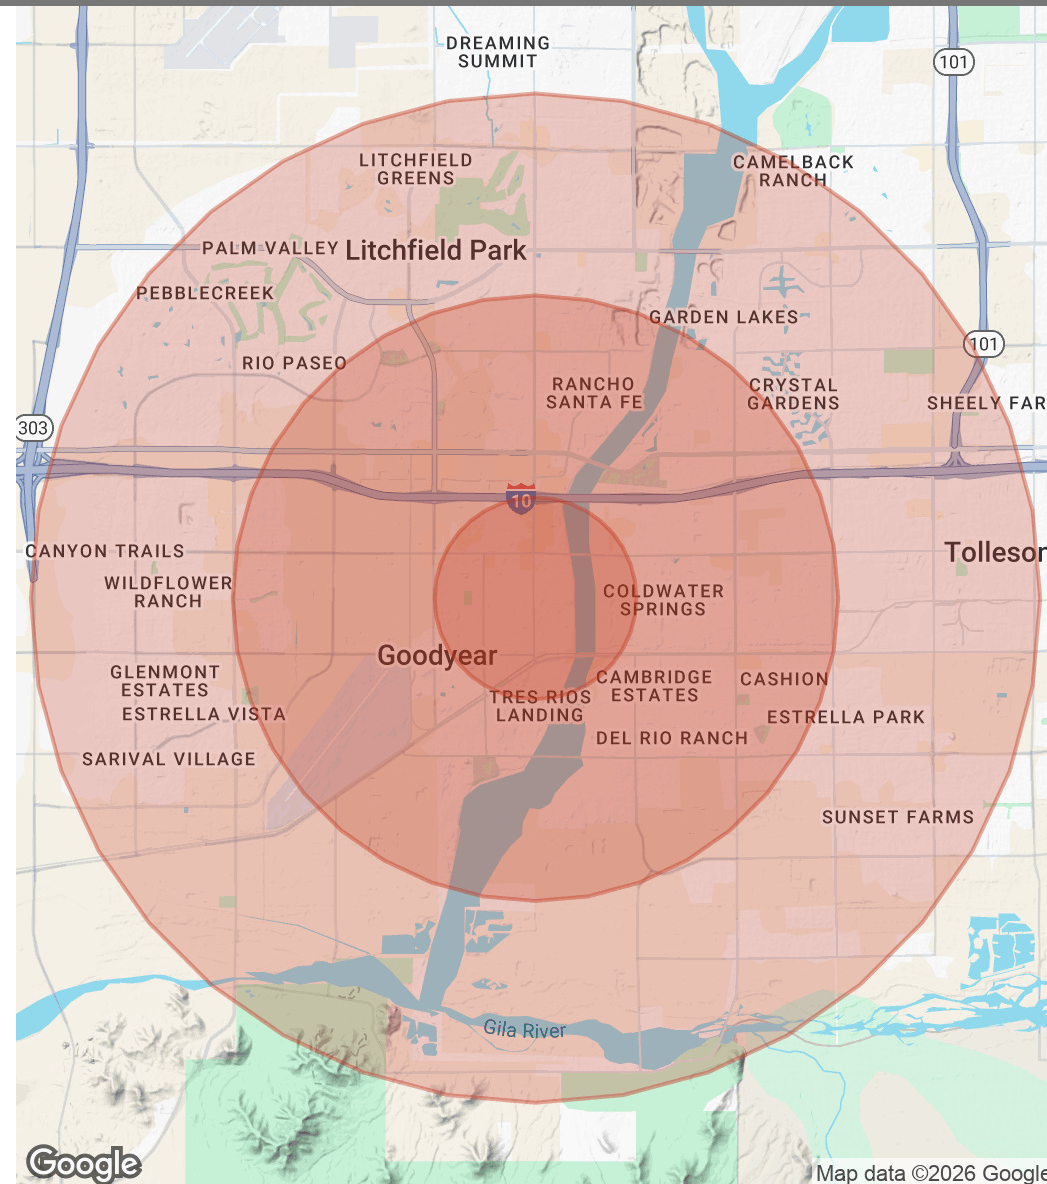 DREAMING
SUMMIT
101
LITCHFIELD
GREENS
CAMELBACK
RANCH
PALM VALLEY
Litchfield Park
PEBBLECREEK
GARDEN LAKES
101
RIO PASEO
RANCHO
SANTA FE
CRYSTAL
GARDENS
SHEELY FAR
303
10
CANYON TRAILS
Tolleson
WILDFLOWER
RANCH
COLDWATER
SPRINGS
Goodyear
GLENMONT
ESTATES
CAMBRIDGE
ESTATES
CASHION
TRES RIOS
LANDING
ESTRELLA VISTA
ESTRELLA PARK
DEL RIO RANCH
SARIVAL VILLAGE
SUNSET FARMS
Gila River
Google
Map data ©2026 Google